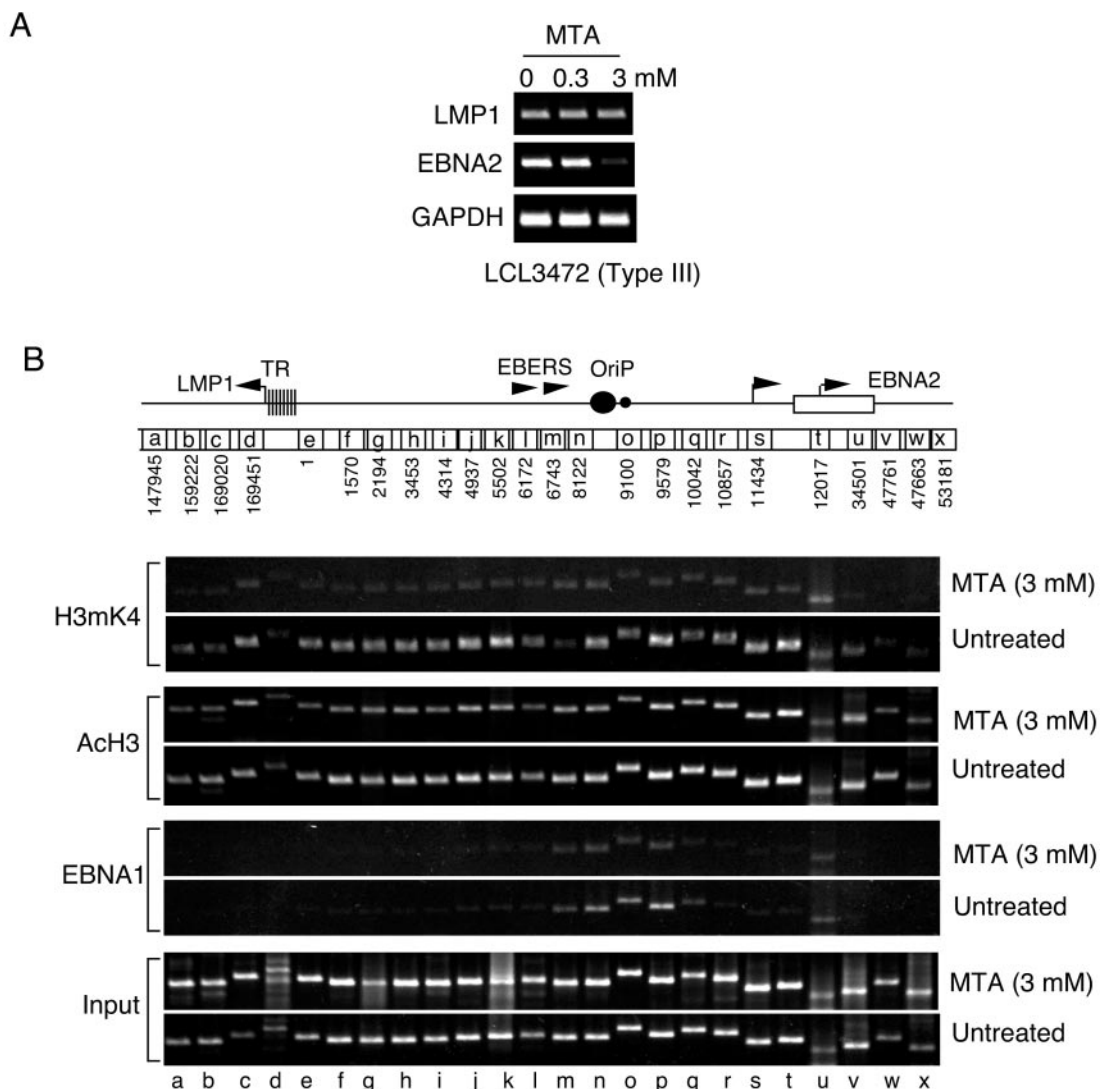 A
MTA
0 0.3 3 mM
LMP1
EBNA2
GAPDH
LCL3472 (Type III)
B
LMP1 TR EBERS OriP EBNA2
a b c d e f g h i j k l m n o p q r s t u v w x
147945 159222 169020 169451 1 1570 2194 3453 4314 4937 5502 6172 6743 8122 9100 9579 10042 10857 11434 12017 34501 47761 47663 53181
H3mK4
MTA (3 mM)
Untreated
AcH3
MTA (3 mM)
Untreated
EBNA1
MTA (3 mM)
Untreated
Input
MTA (3 mM)
Untreated
a b c d e f g h i j k l m n o p q r s t u v w x